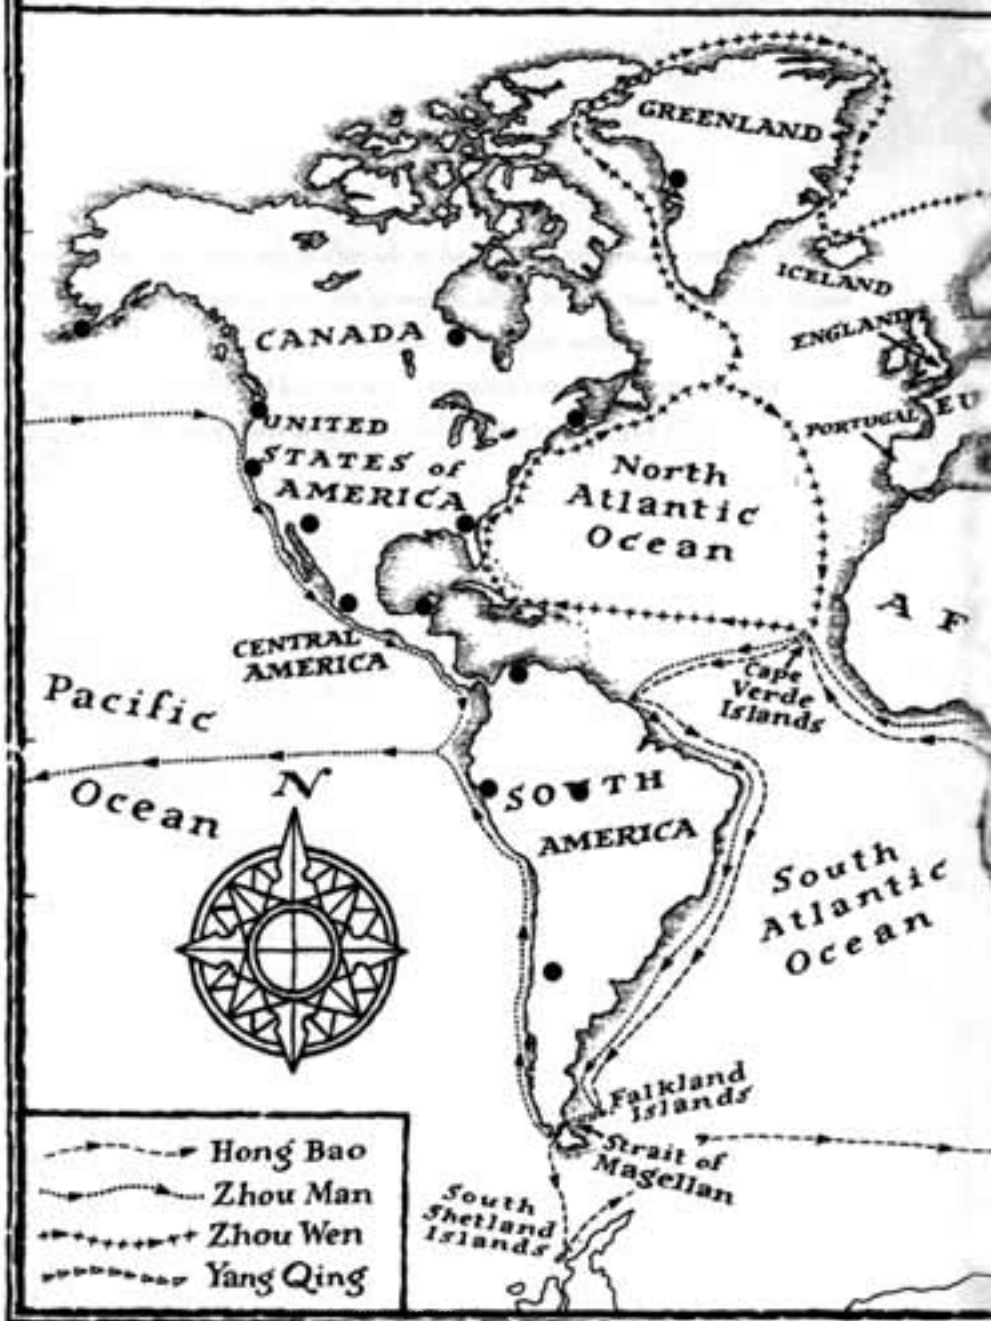 GREENLAND
ICELAND
CANADA
ENGLAND
UNITED
STATES of
AMERICA
PORTUGAL
EU
North
Atlantic
Ocean
A F
CENTRAL
AMERICA
Cape
Verde
Islands
Pacific
Ocean
N
SOUTH
AMERICA
South
Atlantic
Ocean
Falkland
Islands
Strait of
Magellan
South
Shetland
Islands
Hong Bao
Zhou Man
Zhou Wen
Yang Qing